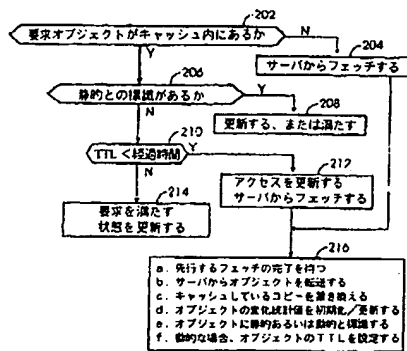 202
要求オブジェクトがキャッシュ内にあるか
N
204
Y
サーバからフェッチする
206
静的との標識があるか
Y
208
N
更新する、または満たす
210
TTL<経過時間
Y
212
N
アクセスを更新する
サーバからフェッチする
214
要求を満たす
状態を更新する
216
a. 先行するフェッチの完了を待つ
b. サーバからオブジェクトを転送する
c. キャッシュしているコピーを置き換える
d. オブジェクトの変化統計値を初期化/更新する
e. オブジェクトに静的あるいは動的と標識する
f. 動的な場合、オブジェクトのTTLを設定する